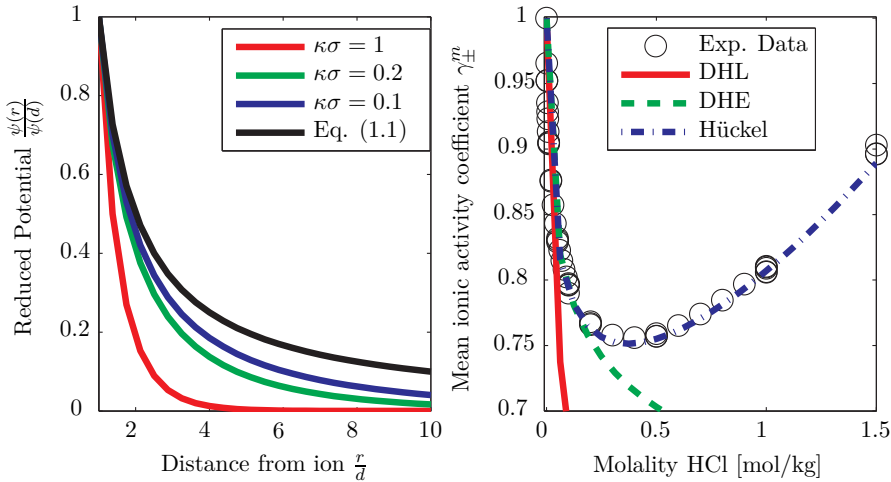 Reduced Potential ψ(r)/ψ(d)
1
0.8
0.6
0.4
0.2
0
2
4
6
8
10
Distance from ion r/d
κσ = 1
κσ = 0.2
κσ = 0.1
Eq. (1.1)
Mean ionic activity coefficient γ±^m
1
0.95
0.9
0.85
0.8
0.75
0.7
0
0.5
1
1.5
Molality HCl [mol/kg]
Exp. Data
DHL
DHE
Hückel